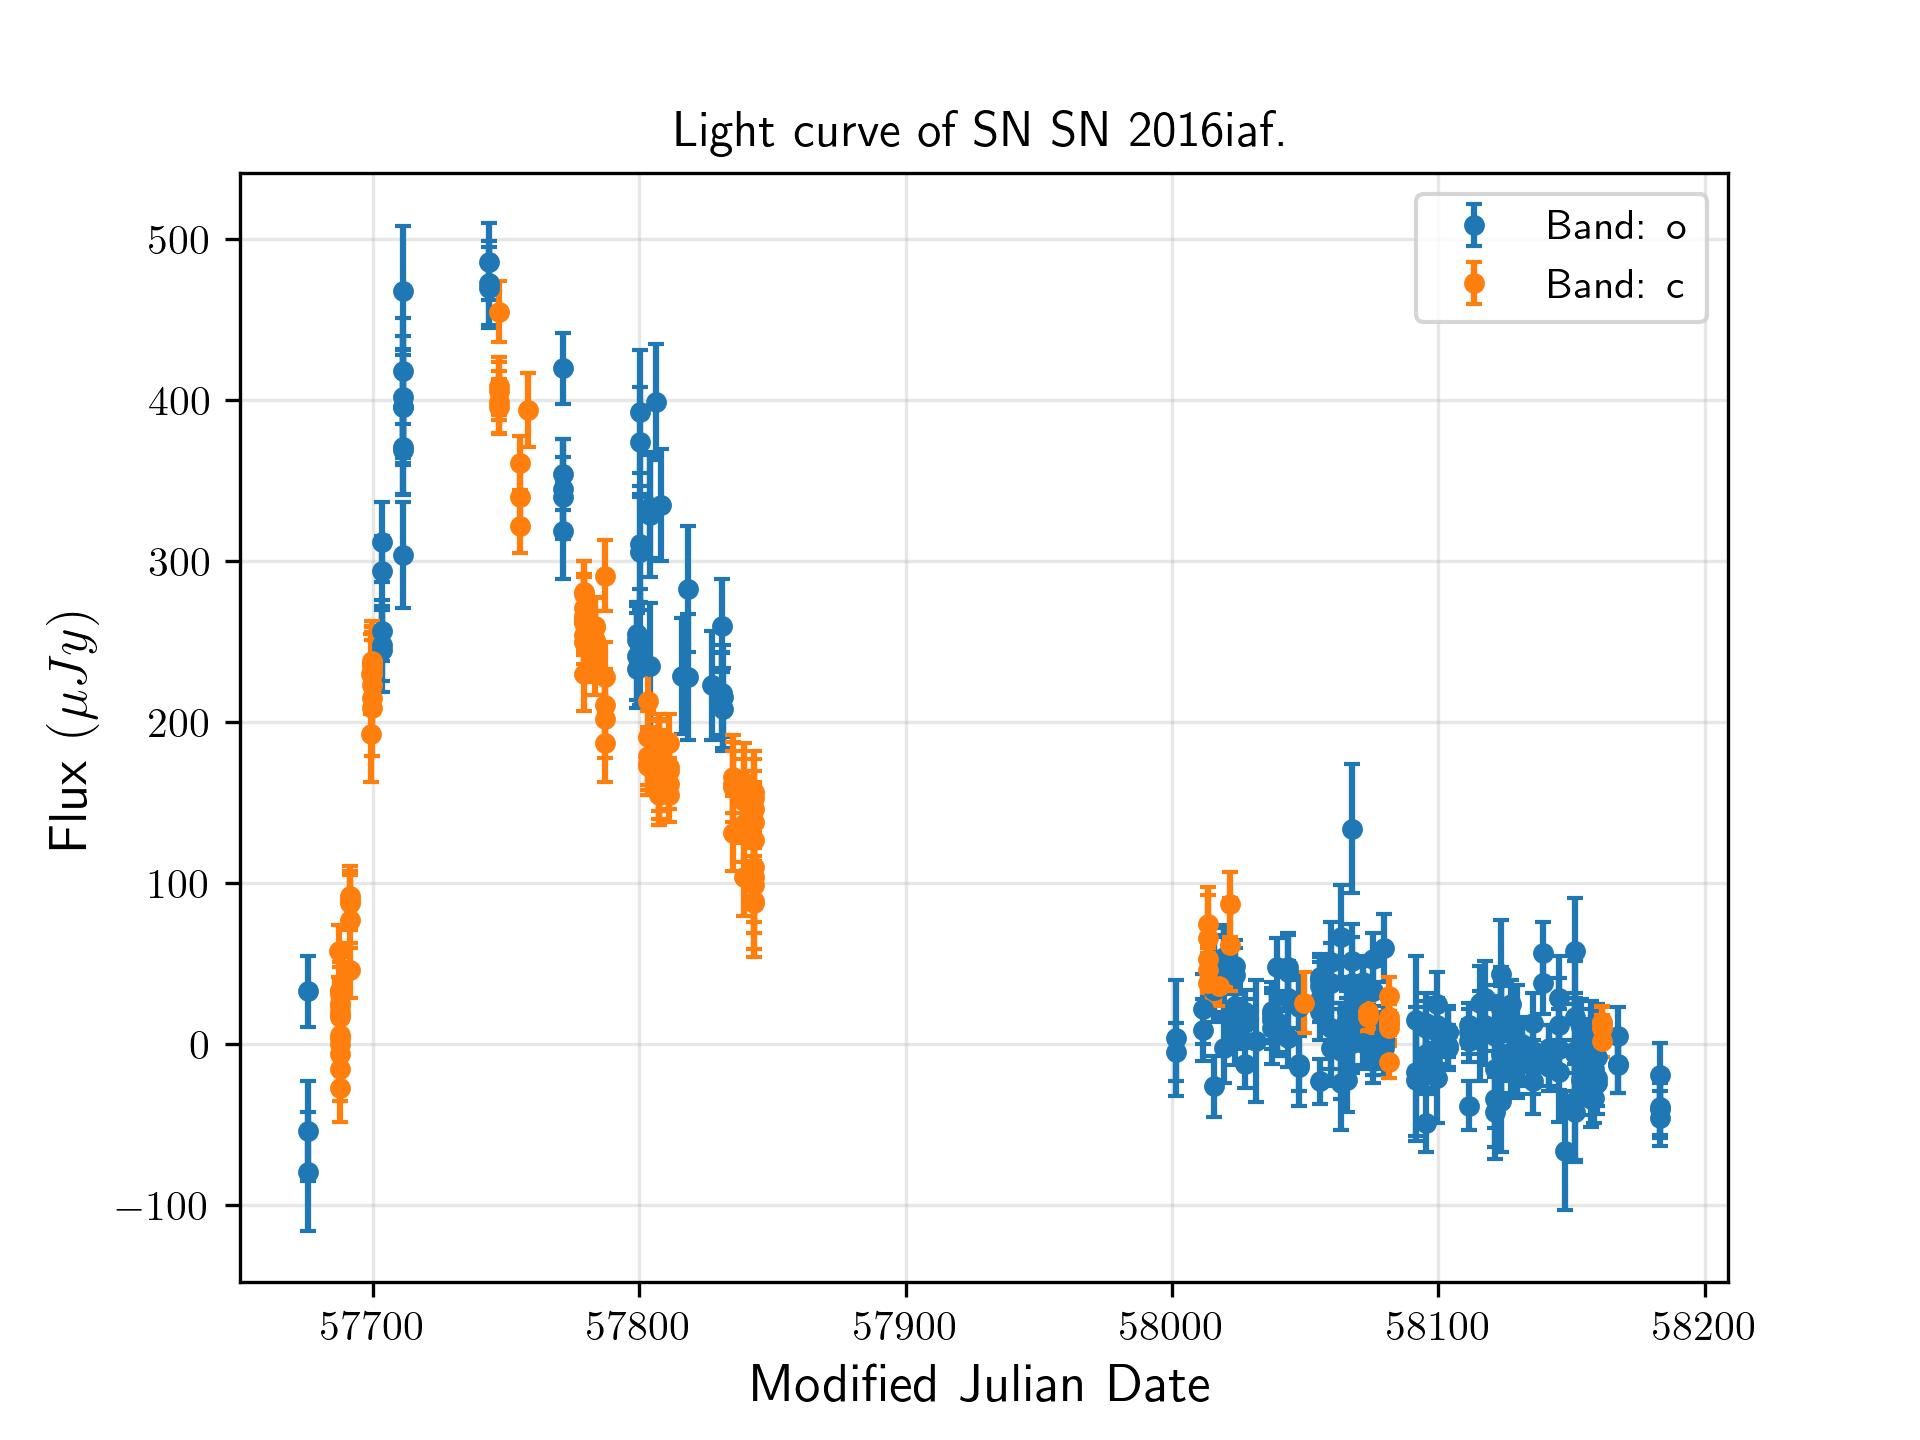 Light curve of SN SN 2016iaf.
Band: o
Band: c
500
400
300
200
100
0
−100
Flux (μJy)
57700 57800 57900 58000 58100 58200
Modified Julian Date